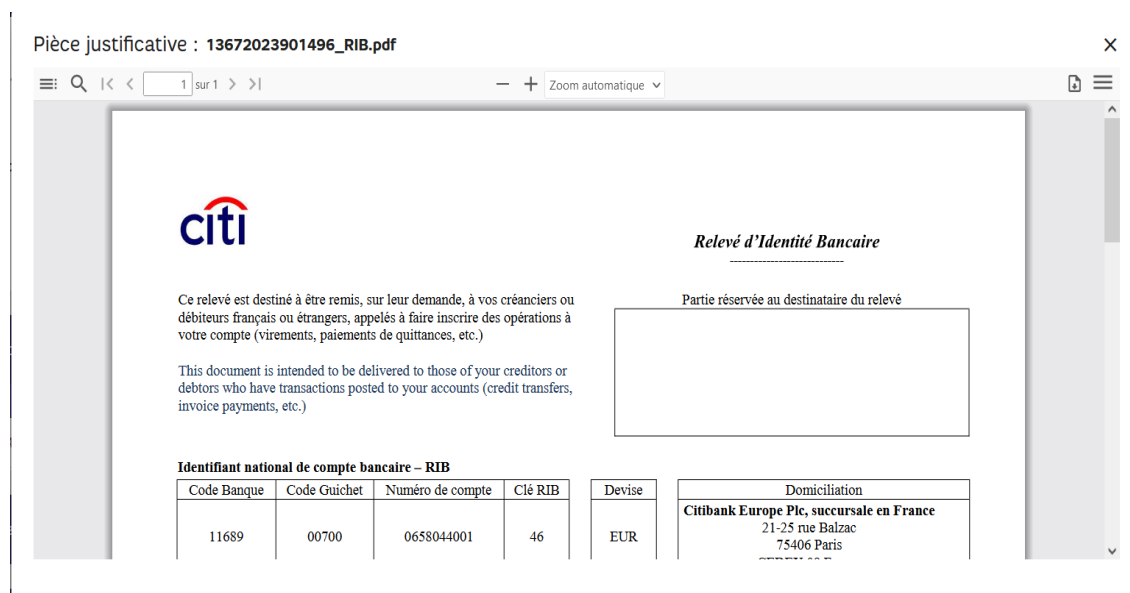 Pièce justificative : 13672023901496_RIB.pdf
1 sur 1
Zoom automatique
citi
Relevé d’Identité Bancaire
Ce relevé est destiné à être remis, sur leur demande, à vos créanciers ou
débiteurs français ou étrangers, appelés à faire inscrire des opérations à
votre compte (virements, paiements de quittances, etc.)
This document is intended to be delivered to those of your creditors or
debtors who have transactions posted to your accounts (credit transfers,
invoice payments, etc.)
Partie réservée au destinataire du relevé
Identifiant national de compte bancaire – RIB
Code Banque Code Guichet Numéro de compte Clé RIB Devise Domiciliation
11689 00700 0658044001 46 EUR
Citibank Europe Plc, succursale en France
21-25 rue Balzac
75406 Paris